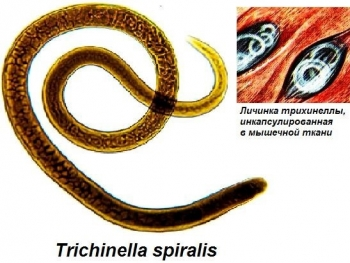 Личинка трихинеллы,
инкапсулированная
в мышечной ткани
Trichinella spiralis